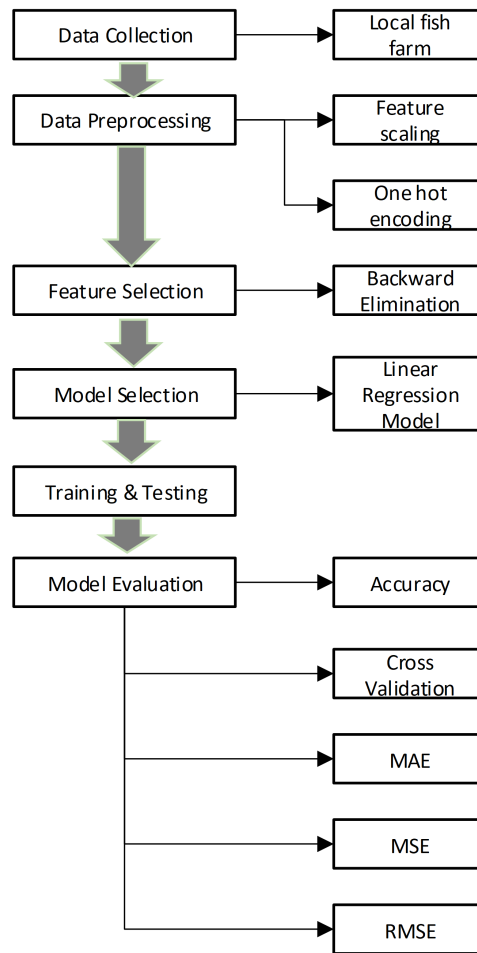 Data Collection
Local fish
farm
Data Preprocessing
Feature
scaling
One hot
encoding
Feature Selection
Backward
Elimination
Model Selection
Linear
Regression
Model
Training & Testing
Model Evaluation
Accuracy
Cross
Validation
MAE
MSE
RMSE